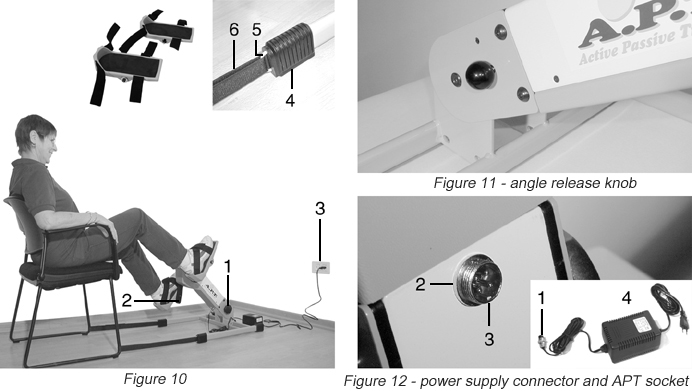 6 5
4
3
1
2
A.P.T
Figure 10
A.P.
Active Passive T
Figure 11 - angle release knob
2
3
1
4
Figure 12 - power supply connector and APT socket